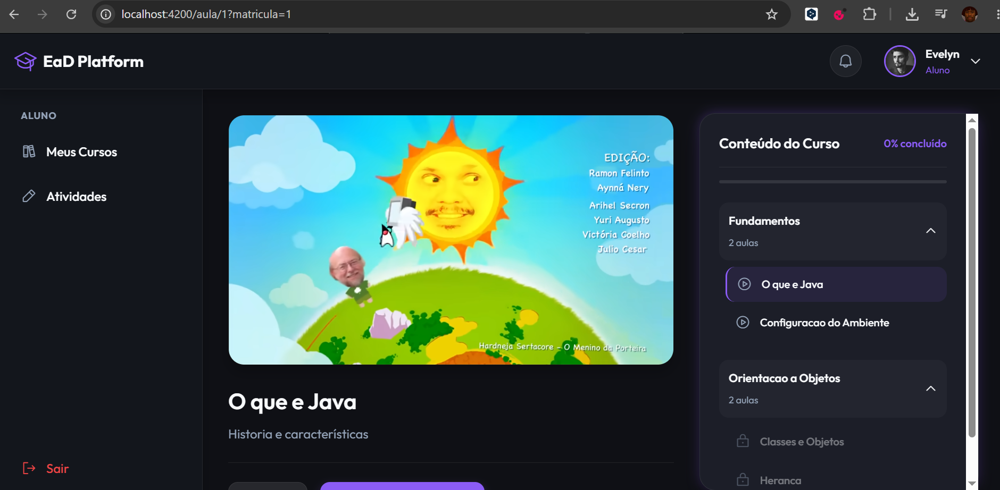 localhost:4200/aula/1?matricula=1
EaD Platform
Evelyn
Aluno
ALUNO
Meus Cursos
Atividades
Sair
EDIÇÃO:
Ramon Felinto
Aynná Nery
Arihel Secron
Yuri Augusto
Victória Coelho
Julio Cesar
Hardneja Sertacore - O Menino da Porteira
O que e Java
Historia e características
Conteúdo do Curso
0% concluído
Fundamentos
2 aulas
O que e Java
Configuracao do Ambiente
Orientacao a Objetos
2 aulas
Classes e Objetos
Heranca